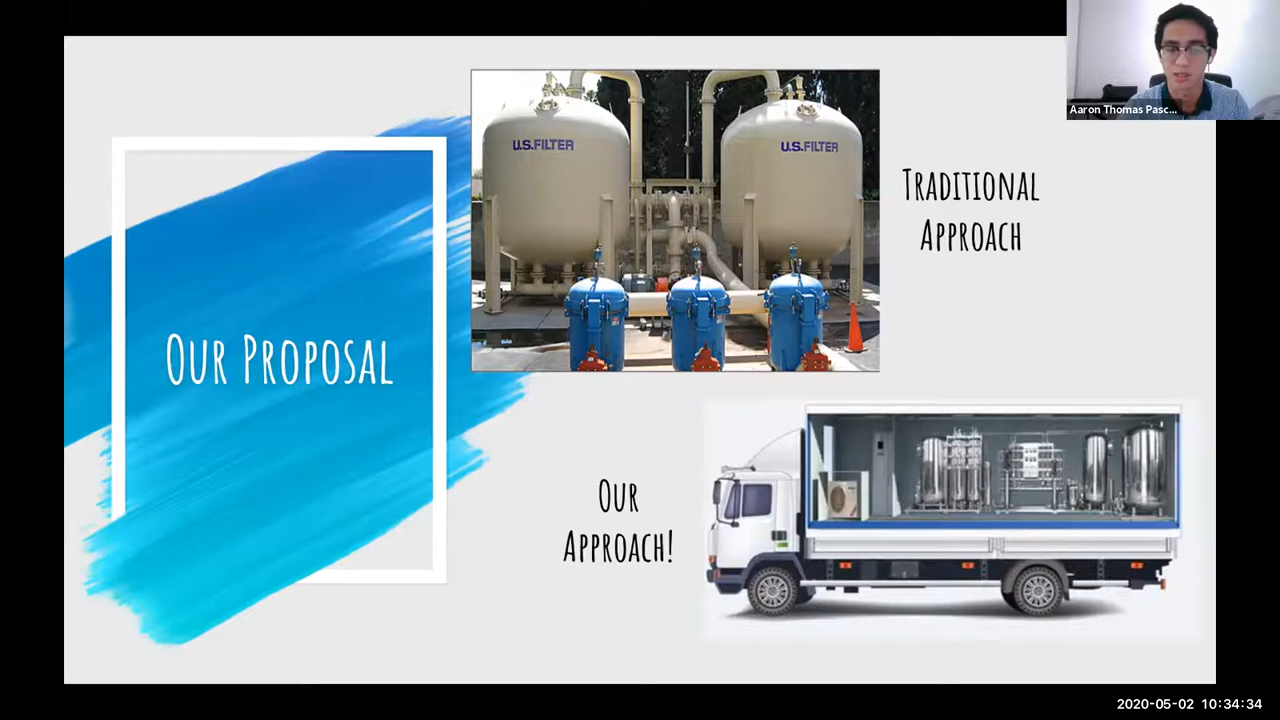 Aaron Thomas Pasc...
U.S.FILTER
U.S.FILTER
TRADITIONAL
APPROACH
OUR PROPOSAL
OUR
APPROACH!
2020-05-02 10:34:34